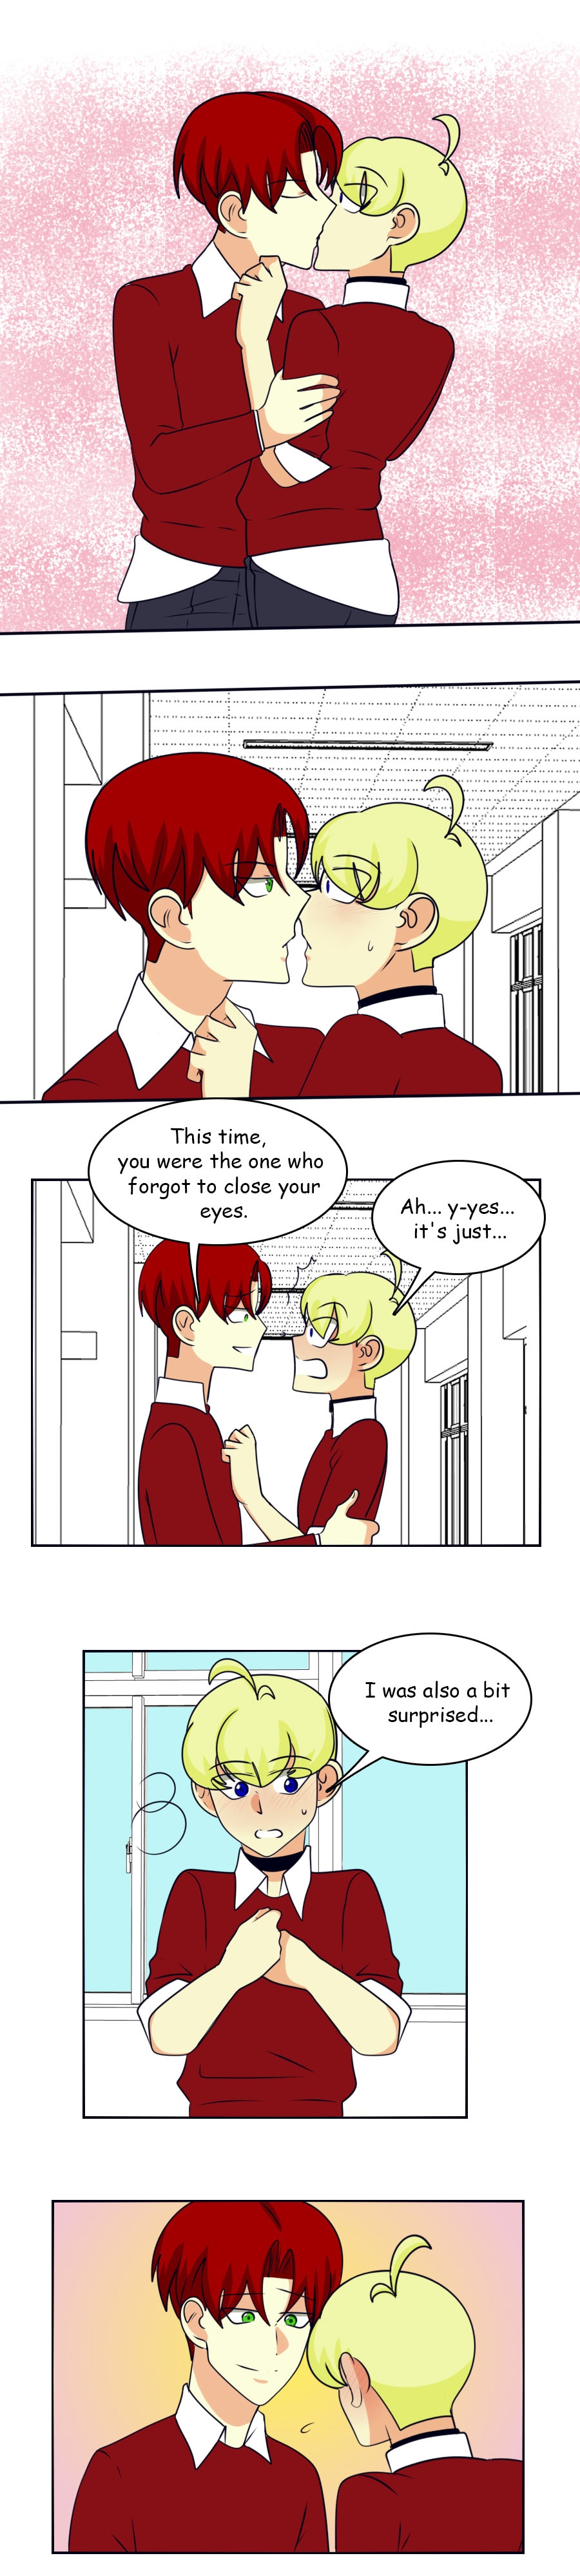 This time,
you were the one who
forgot to close your
eyes.
Ah... y-yes...
it's just...
I was also a bit
surprised...